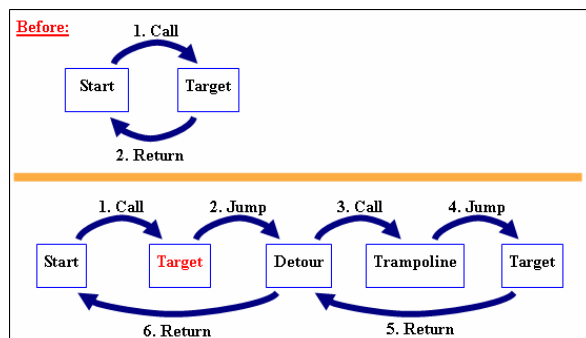 Before:
1. Call
Start Target
2. Return
1. Call 2. Jump 3. Call 4. Jump
Start Target Detour Trampoline Target
6. Return 5. Return